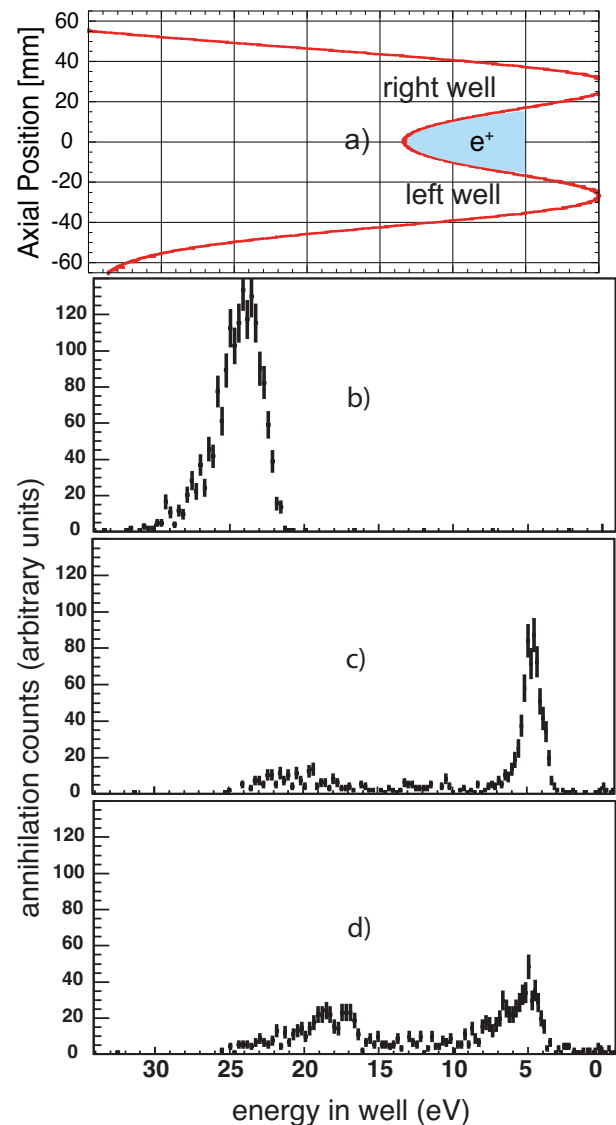 60
40
20
0
-20
-40
-60
Axial Position [mm]
right well
a)
e+
left well
120
100
80
60
40
20
0
b)
120
100
80
60
40
20
0
c)
120
100
80
60
40
20
0
d)
annihilation counts (arbitrary units)
30 25 20 15 10 5 0
energy in well (eV)